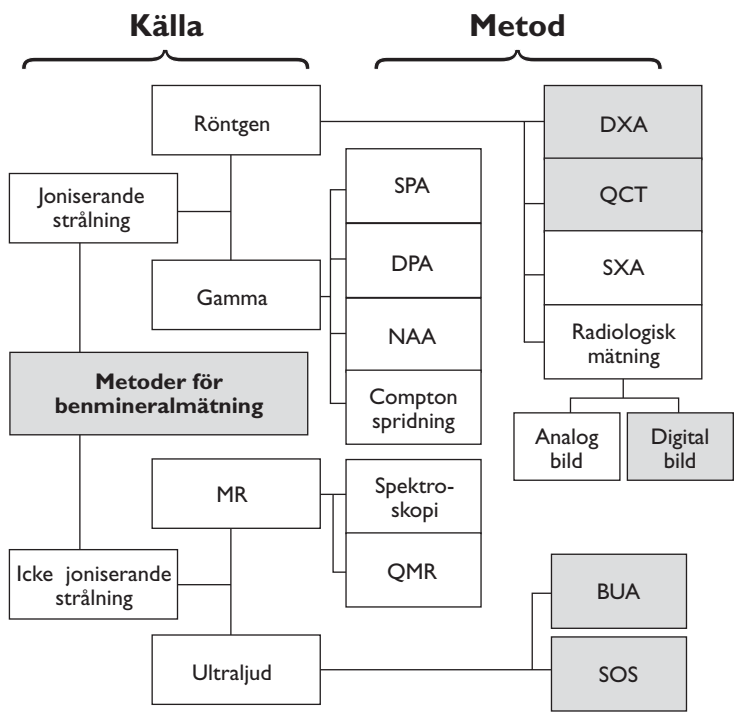 Källa
Metod
Röntgen
DXA
SPA
Joniserande
strålning
QCT
DPA
SXA
Gamma
NAA
Radiologisk
mätning
Metoder för
benmineralmätning
Compton
spridning
Analog
bild
Digital
bild
MR
Spektro-
skopi
QMR
Icke joniserande
strålning
BUA
Ultraljud
SOS